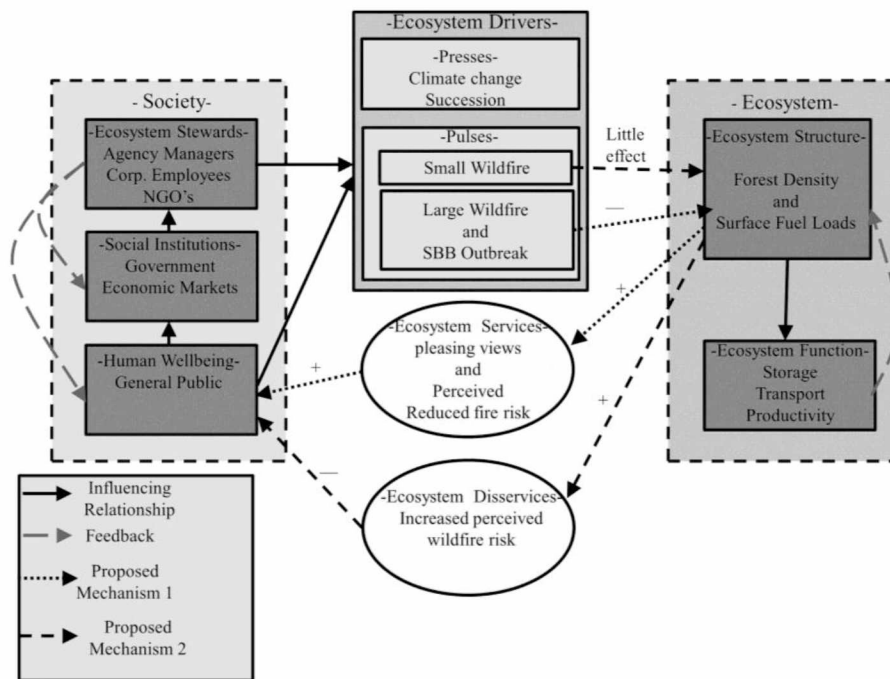 -Ecosystem Drivers-
-Presses-
Climate change
Succession
-Pulses-
Small Wildfire
Large Wildfire
and
SBB Outbreak
- Society-
-Ecosystem Stewards-
Agency Managers
Corp. Employees
NGO's
-Social Institutions-
Government
Economic Markets
-Human Wellbeing-
General Public
Little
effect
—
- Ecosystem-
-Ecosystem Structure-
Forest Density
and
Surface Fuel Loads
-Ecosystem Function-
Storage
Transport
Productivity
+
-Ecosystem Services-
pleasing views
and
Perceived
Reduced fire risk
+
+
-Ecosystem Disservices-
Increased perceived
wildfire risk
—
Influencing
Relationship
Feedback
Proposed
Mechanism 1
Proposed
Mechanism 2